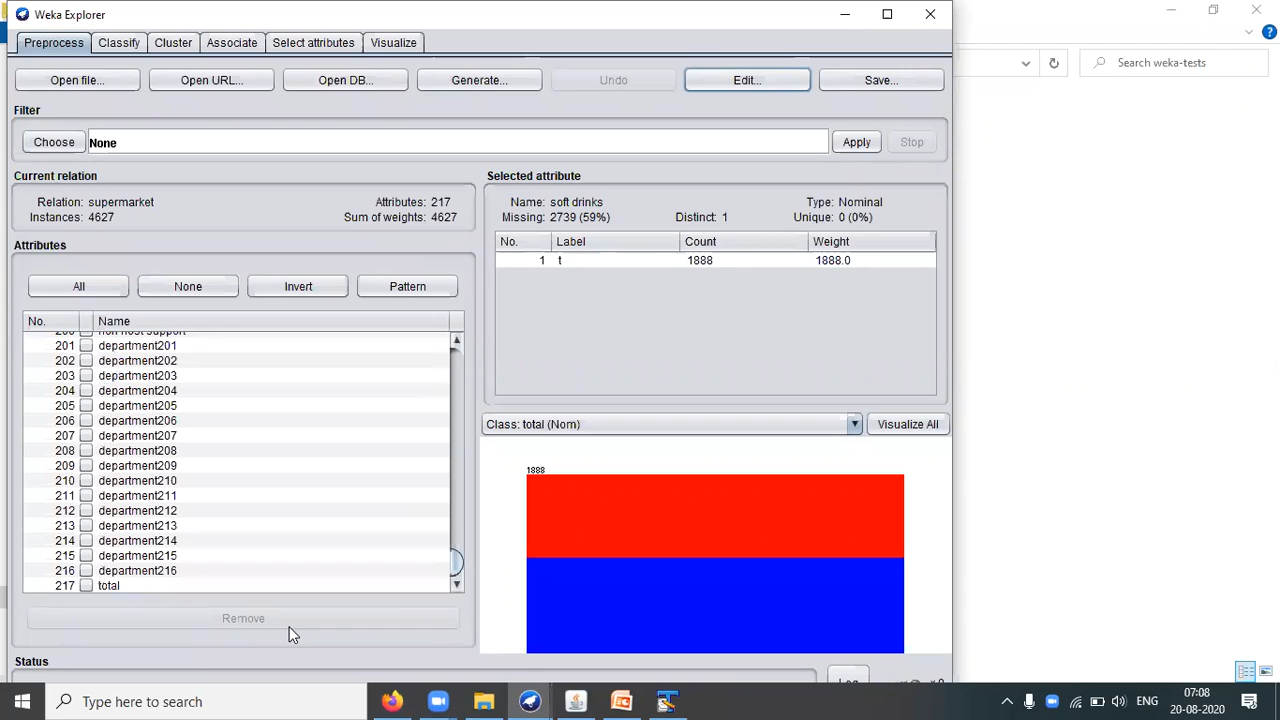 Weka Explorer
Preprocess Classify Cluster Associate Select attributes Visualize
Search weka-tests
Open file... Open URL... Open DB... Generate... Undo Edit... Save...
Filter
Choose None Apply Stop
Current relation
Relation: supermarket Attributes: 217
Instances: 4627 Sum of weights: 4627
Selected attribute
Name: soft drinks Type: Nominal
Missing: 2739 (59%) Distinct: 1 Unique: 0 (0%)
No. Label Count Weight
1 t 1888 1888.0
Attributes
All None Invert Pattern
No. Name
200 non host support
201 department201
202 department202
203 department203
204 department204
205 department205
206 department206
207 department207
208 department208
209 department209
210 department210
211 department211
212 department212
213 department213
214 department214
215 department215
216 department216
217 total
Remove
Class: total (Nom) Visualize All
1888
Status
Log
Type here to search
ENG
07:08
20-08-2020